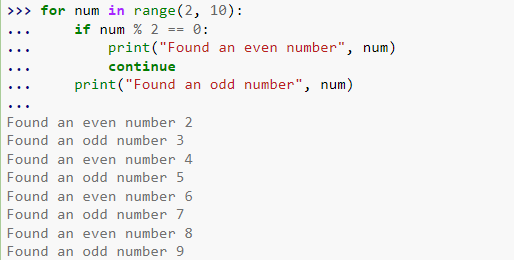 >>> for num in range(2, 10):
...     if num % 2 == 0:
...         print("Found an even number", num)
...         continue
...     print("Found an odd number", num)
...
Found an even number 2
Found an odd number 3
Found an even number 4
Found an odd number 5
Found an even number 6
Found an odd number 7
Found an even number 8
Found an odd number 9